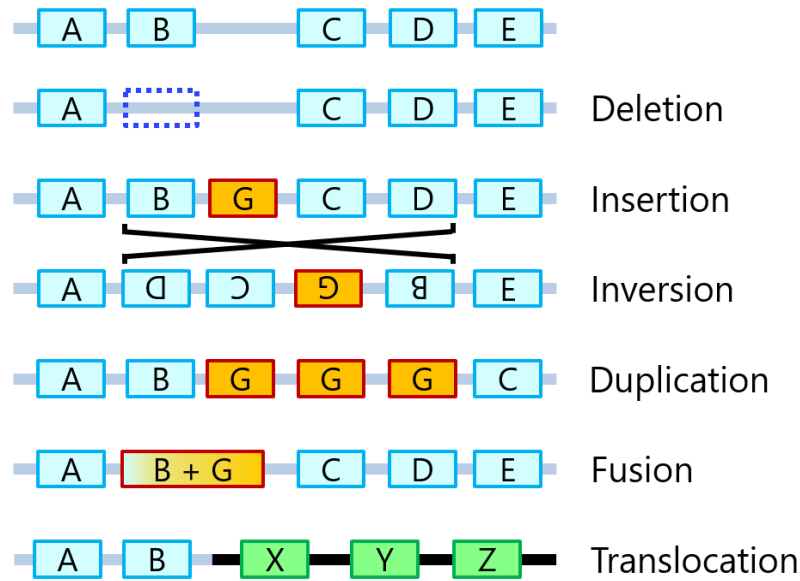 A B C D E
A C D E Deletion
A B G C D E Insertion
A D C G B E Inversion
A B G G G C Duplication
A B + G C D E Fusion
A B X Y Z Translocation